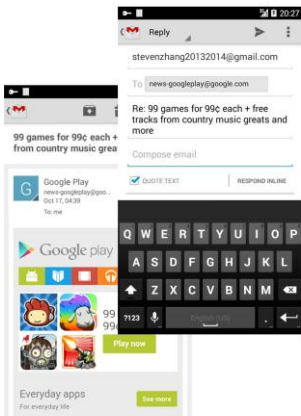 20:27
Reply
stevenzhang20132014@gmail.com
To news-googleplay@google.com
Re: 99 games for 99¢ each + free
tracks from country music greats and
more
Compose email
QUOTE TEXT
RESPOND INLINE
Q W E R T Y U I O P
A S D F G H J K L
Z X C V B N M
?123
English (US)
.
99 games for 99¢ each +
from country music grea
G
Google Play
news-googleplay@goo...
Oct 17, 04:39
To: me
Google play
99
99¢
Play now
Everyday apps
For everyday life
See more